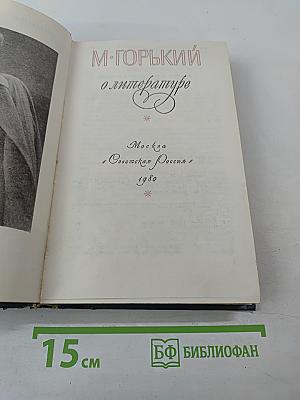 М·ГОРЬКИЙ
о литературе
Москва
«Советская Россия»
1980
15 см
БФ БИБЛИОФАН